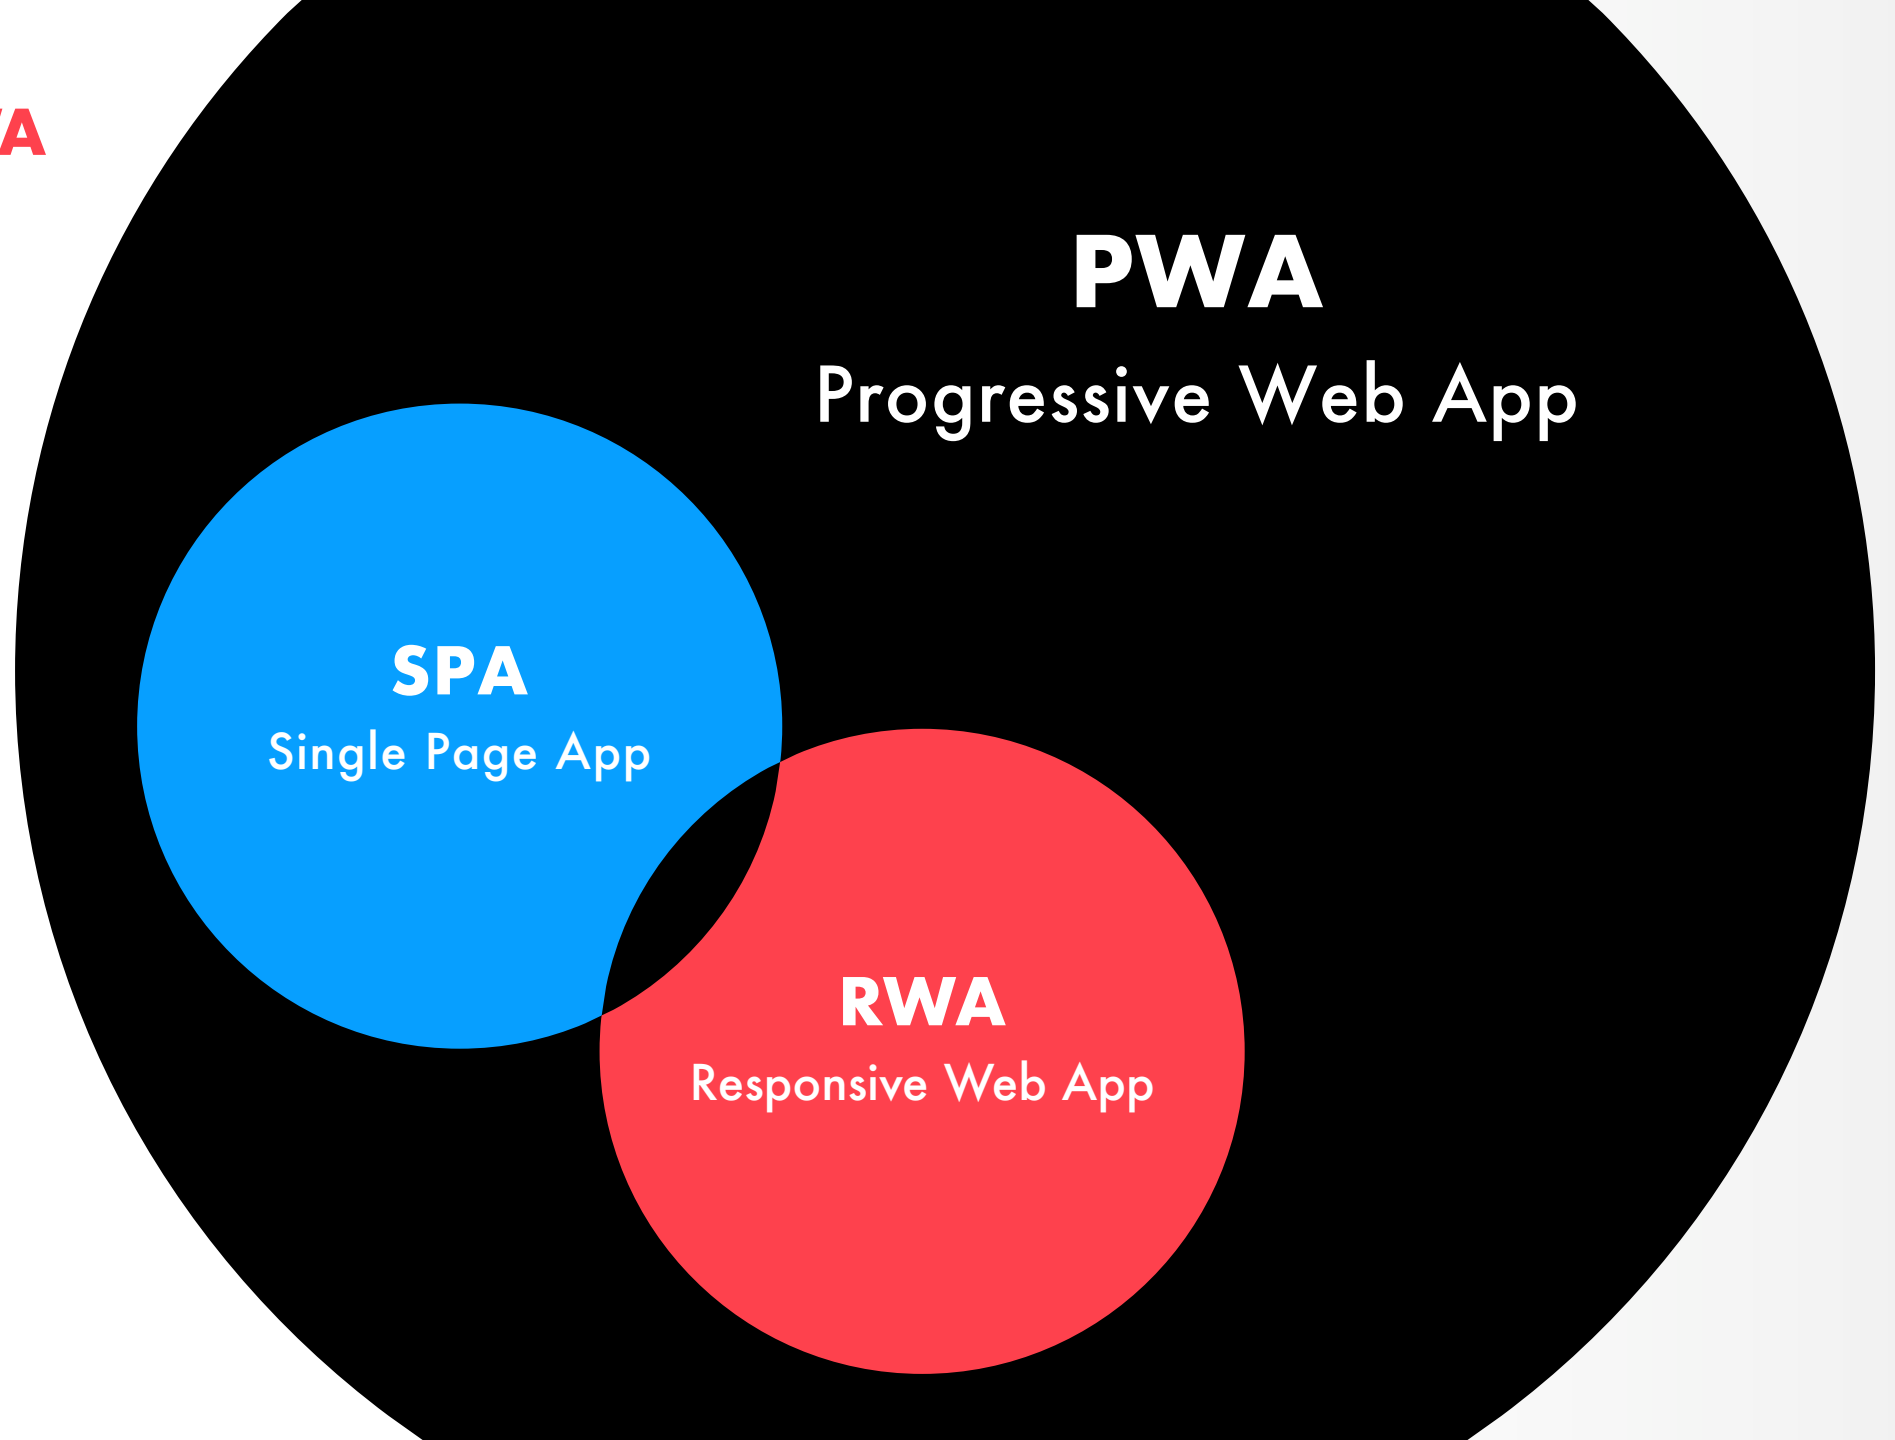 PWA
Progressive Web App
SPA
Single Page App
RWA
Responsive Web App